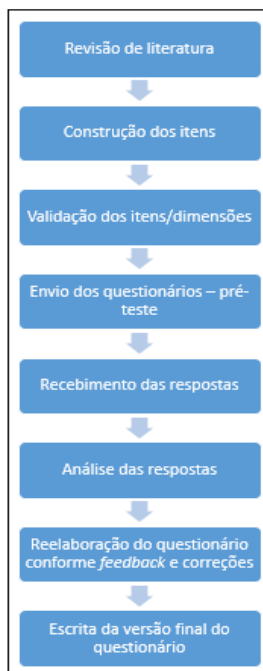 Revisão de literatura
Construção dos itens
Validação dos itens/dimensões
Envio dos questionários – pré-
teste
Recebimento das respostas
Análise das respostas
Reelaboração do questionário
conforme feedback e correções
Escrita da versão final do
questionário